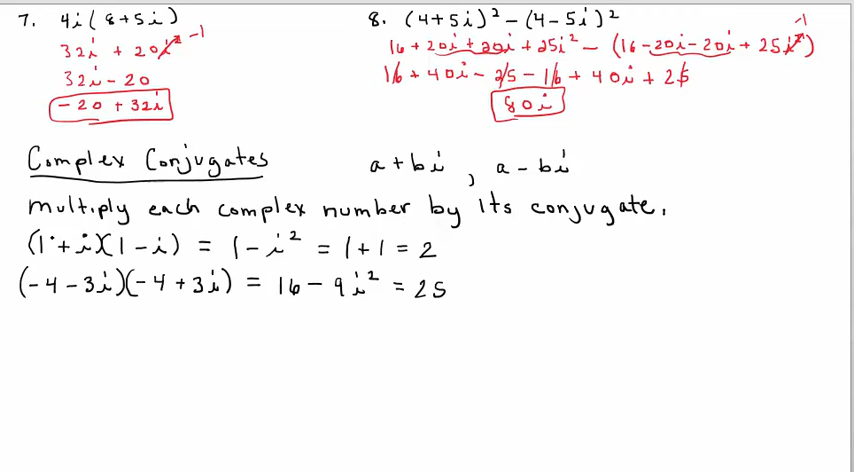 7. 4i(8+5i)
32i + 20i² -1
32i - 20
-20 + 32i
8. (4+5i)² - (4-5i)²
16+20i+20i+25i² - (16-20i-20i+25i²) -1
16+40i-25-16+40i+25
80i
Complex Conjugates a+bi, a-bi
multiply each complex number by its conjugate.
(1+i)(1-i) = 1-i² = 1+1 = 2
(-4-3i)(-4+3i) = 16-9i² = 25